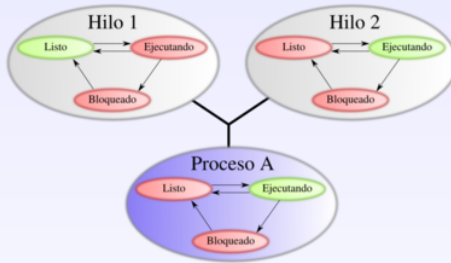 Hilo 1
Listo
Ejecutando
Bloqueado
Hilo 2
Listo
Ejecutando
Bloqueado
Proceso A
Listo
Ejecutando
Bloqueado